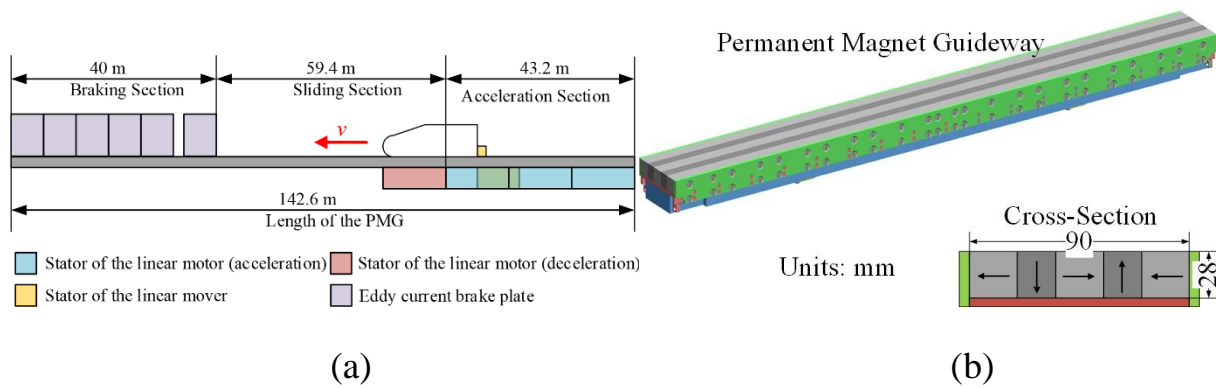 40 m
59.4 m
43.2 m
Braking Section
Sliding Section
Acceleration Section
v
142.6 m
Length of the PMG
Stator of the linear motor (acceleration)
Stator of the linear motor (deceleration)
Stator of the linear mover
Eddy current brake plate
(a)
Permanent Magnet Guideway
Cross-Section
90
Units: mm
28
(b)